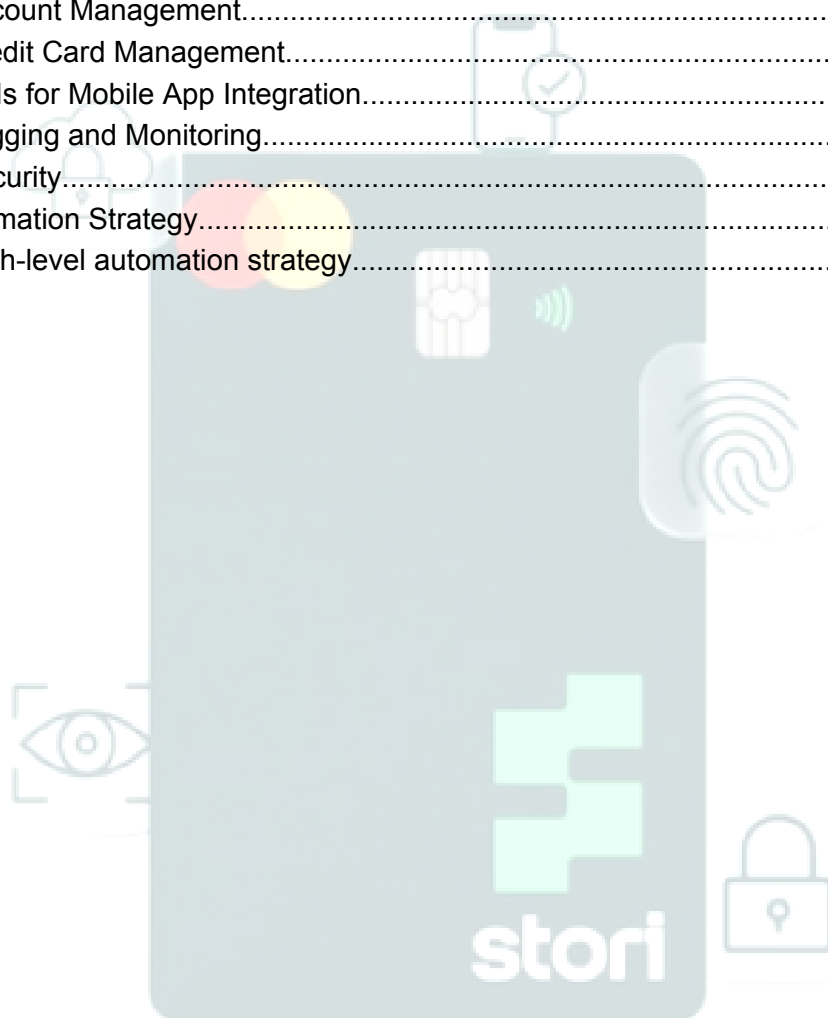 count Management..........................................................................
edit Card Management.....................................................................
Is for Mobile App Integration............................................................
gging and Monitoring........................................................................
curity................................................................................................
mation Strategy................................................................................
h-level automation strategy.............................................................
stori